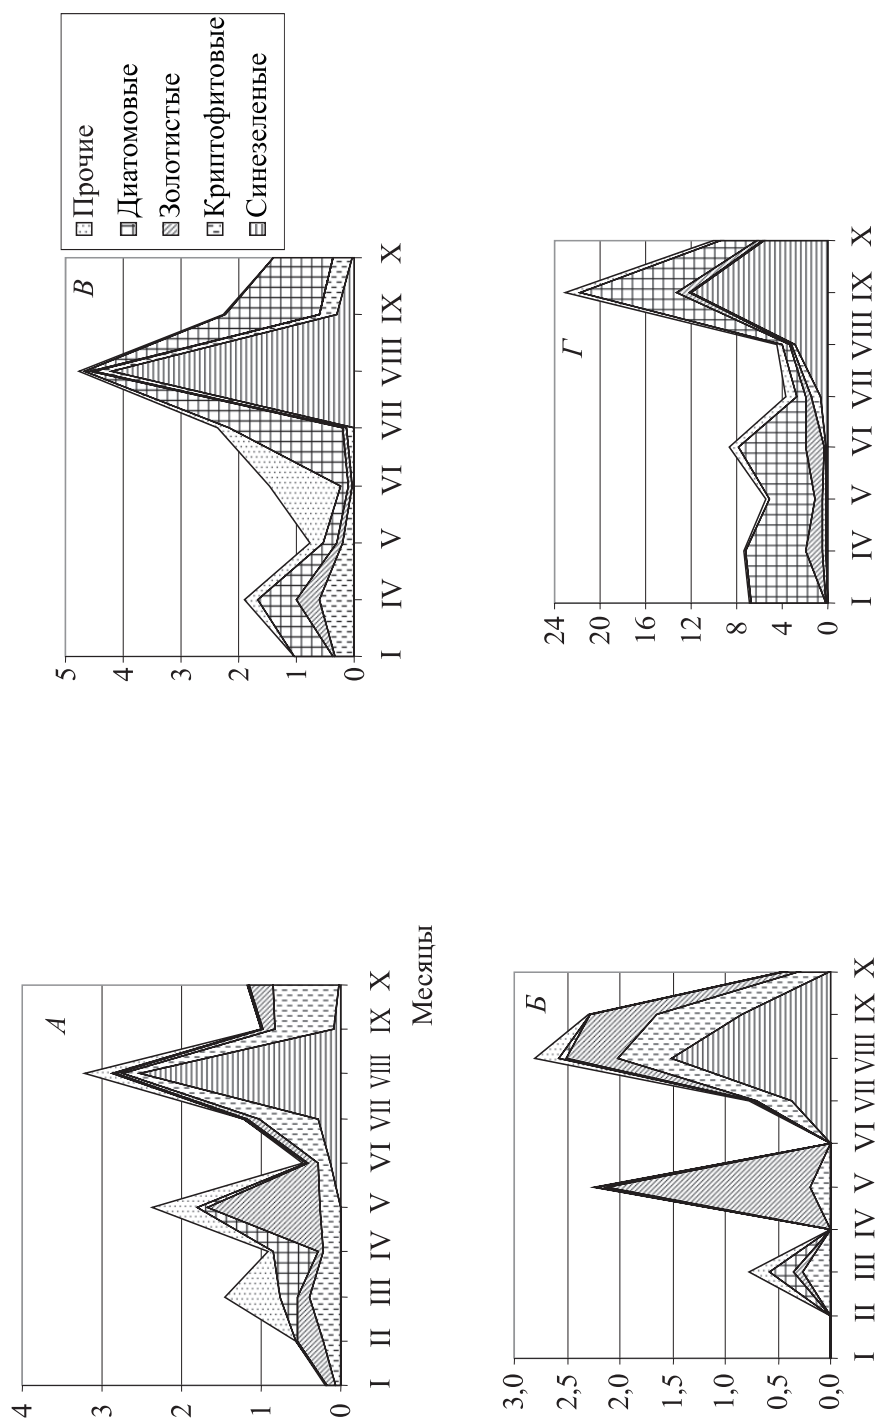 Прочие
Диатомовые
Золотистые
Криптофитовые
Синезеленые
В
5
4
3
2
1
0
I IV V VI VII VIII IX X
Г
24
20
16
12
8
4
0
I IV V VI VII VIII IX X
А
4
3
2
1
0
I II III IV V VI VII VIII IX X
Месяцы
Б
3,0
2,5
2,0
1,5
1,0
0,5
0,0
I II III IV V VI VII VIII IX X